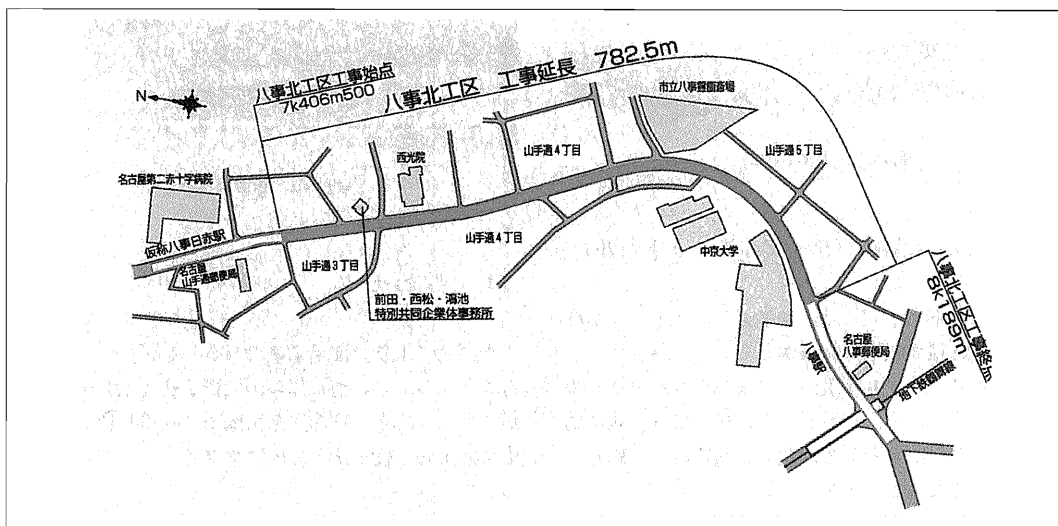 八事北工区工事始点
7k406m500
八事北工区 工事延長 782.5m
N
市立八事霊園斎場
名古屋第二赤十字病院
西光院
山手通4丁目
山手通5丁目
仮称八事日赤駅
名古屋
山手通郵便局
山手通3丁目
山手通4丁目
中京大学
前田・西松・鴻池
特別共同企業体事務所
八事北工区工事終点
8k189m
八事駅
名古屋
八事郵便局
地下鉄鶴舞線